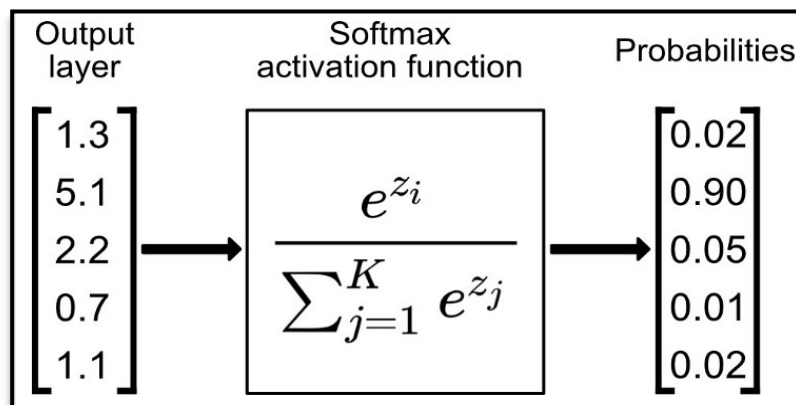 Output
layer
Softmax
activation function
Probabilities
1.3
5.1
2.2
0.7
1.1
e^{z_i}
∑_{j=1}^{K} e^{z_j}
0.02
0.90
0.05
0.01
0.02